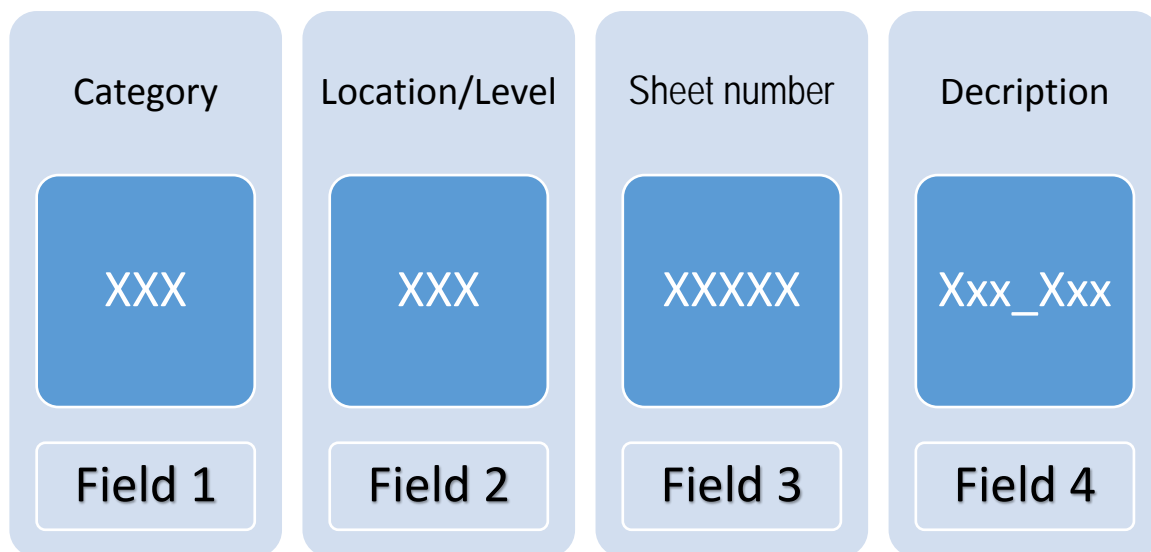 Category
XXX
Field 1
Location/Level
XXX
Field 2
Sheet number
XXXXX
Field 3
Decription
Xxx_Xxx
Field 4